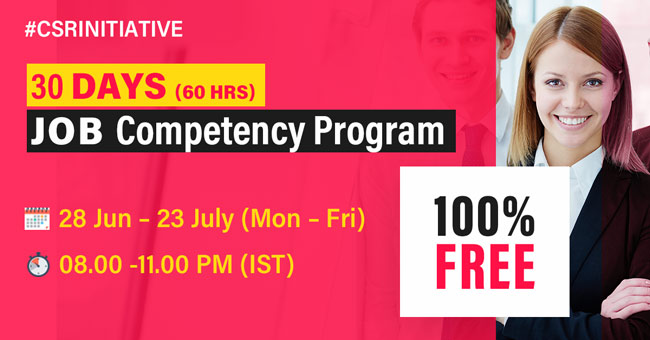 #CSRINITIATIVE
30 DAYS (60 HRS)
JOB Competency Program
28 Jun – 23 July (Mon – Fri)
08.00 -11.00 PM (IST)
100%
FREE